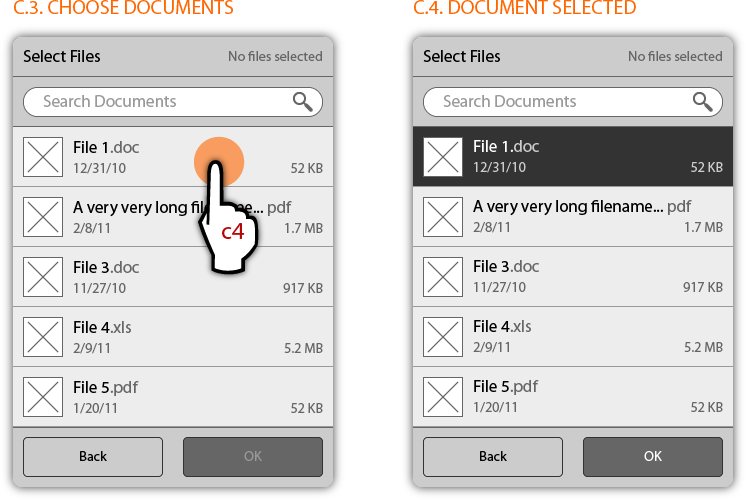 C.3. CHOOSE DOCUMENTS
Select Files No files selected
Search Documents
File 1.doc
12/31/10 52 KB
A very very long filename... pdf
2/8/11 1.7 MB
c4
File 3.doc
11/27/10 917 KB
File 4.xls
2/9/11 5.2 MB
File 5.pdf
1/20/11 52 KB
Back OK
C.4. DOCUMENT SELECTED
Select Files No files selected
Search Documents
File 1.doc
12/31/10 52 KB
A very very long filename... pdf
2/8/11 1.7 MB
File 3.doc
11/27/10 917 KB
File 4.xls
2/9/11 5.2 MB
File 5.pdf
1/20/11 52 KB
Back OK